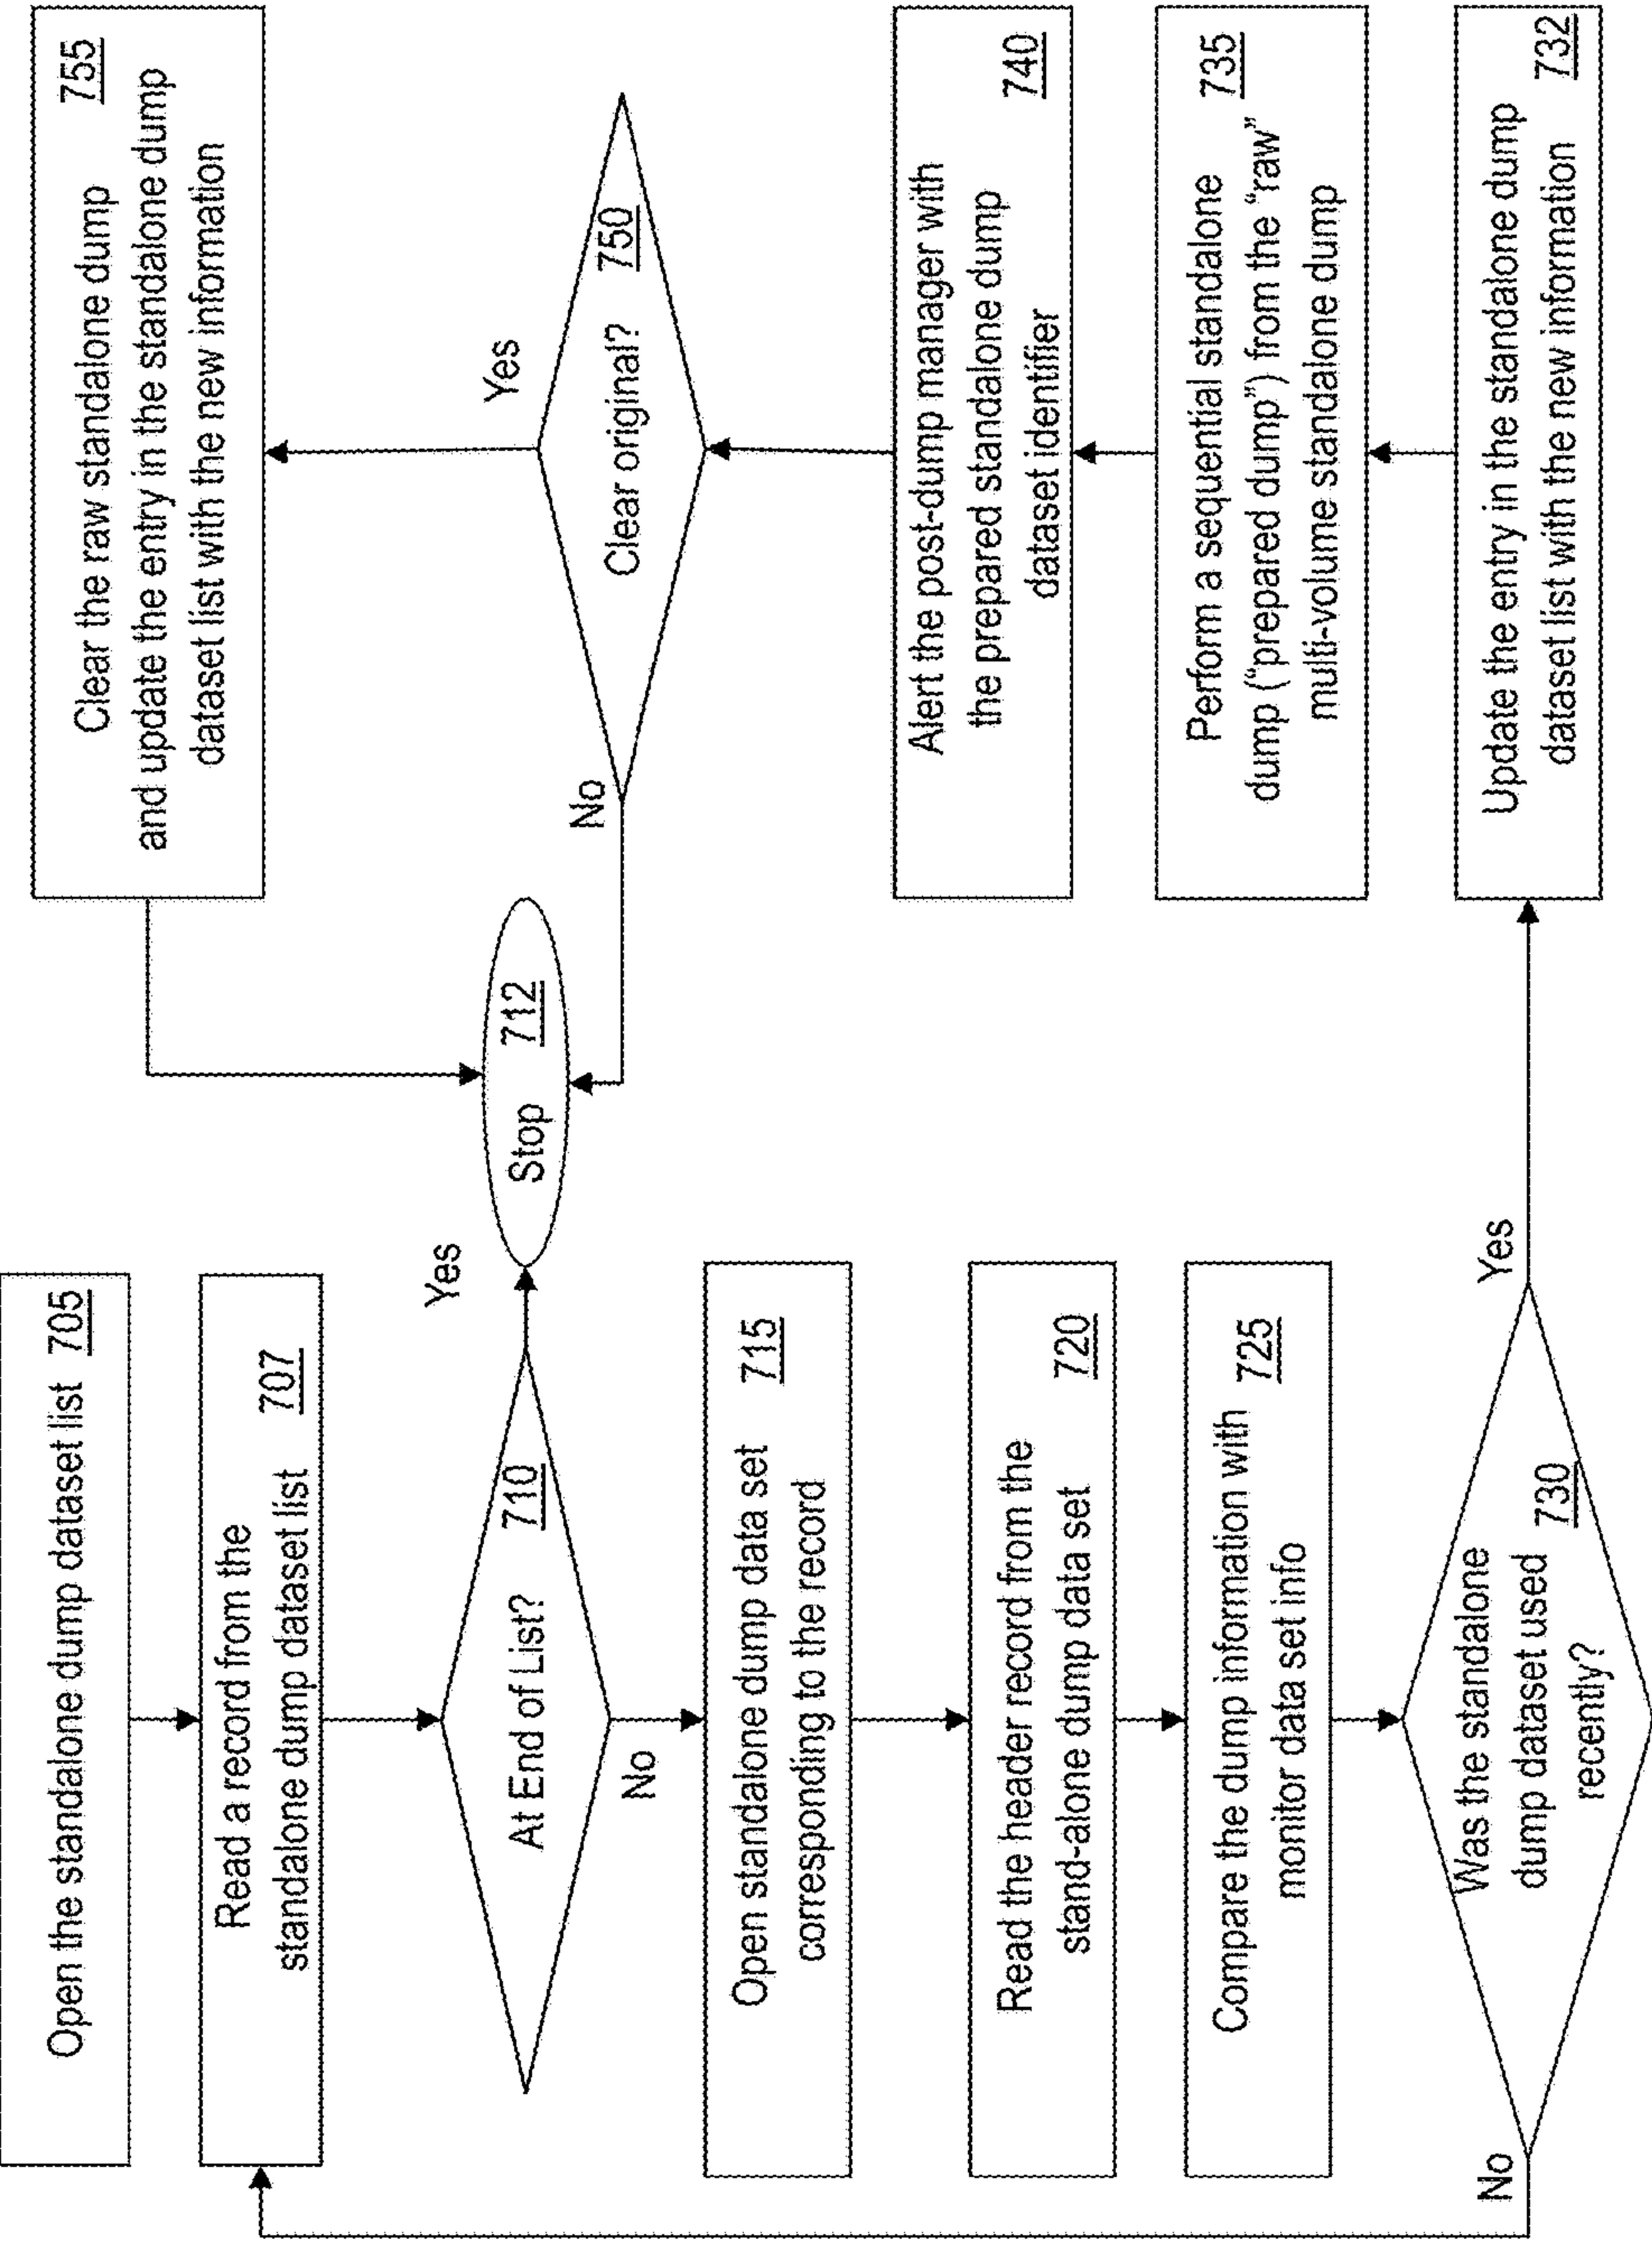 Open the standalone dump dataset list 705
Read a record from the
standalone dump dataset list 707
At End of List? 710
Yes
No
Stop 712
Open standalone dump data set
corresponding to the record 715
Read the header record from the
stand-alone dump data set 720
Compare the dump information with
monitor data set info 725
Was the standalone
dump dataset used 730
recently?
No
Yes
Update the entry in the standalone dump
dataset list with the new information 732
Perform a sequential standalone 735
dump (“prepared dump”) from the “raw”
multi-volume standalone dump
Alert the post-dump manager with
the prepared standalone dump
dataset identifier 740
Clear original? 750
No
Yes
Clear the raw standalone dump 755
and update the entry in the standalone dump
dataset list with the new information